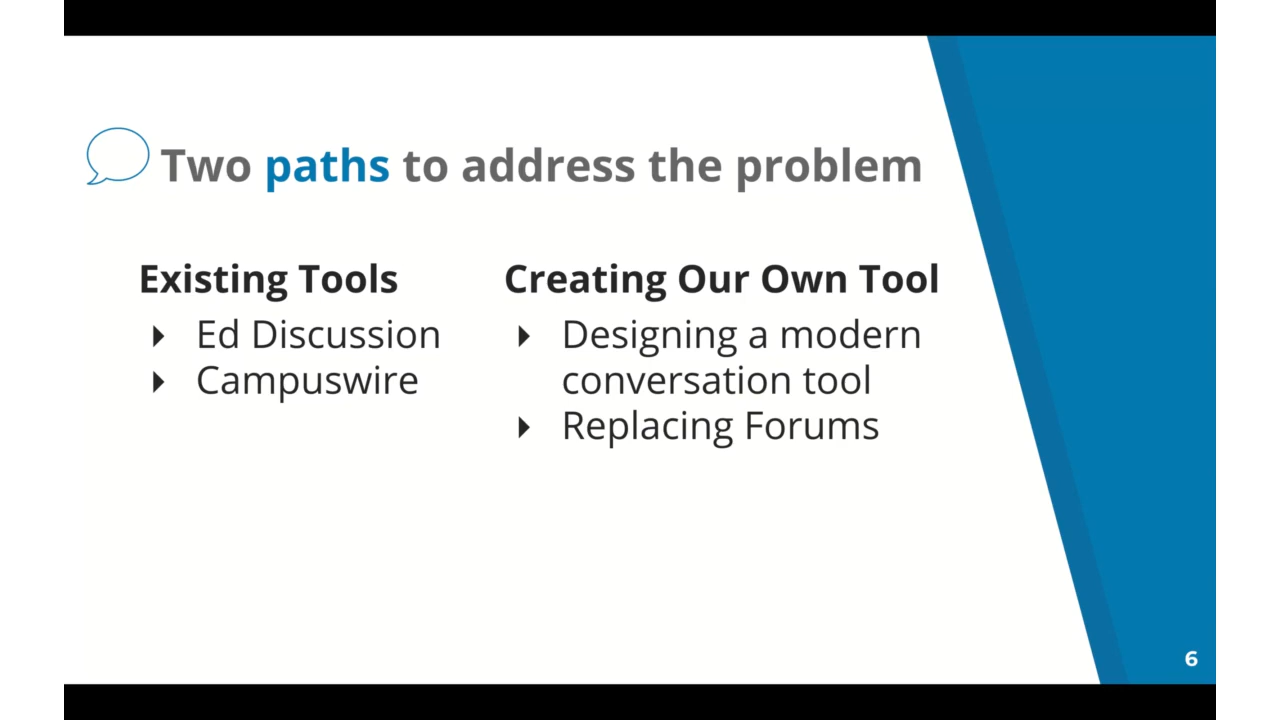 Two paths to address the problem
Existing Tools
Ed Discussion
Campuswire
Creating Our Own Tool
Designing a modern
conversation tool
Replacing Forums
6